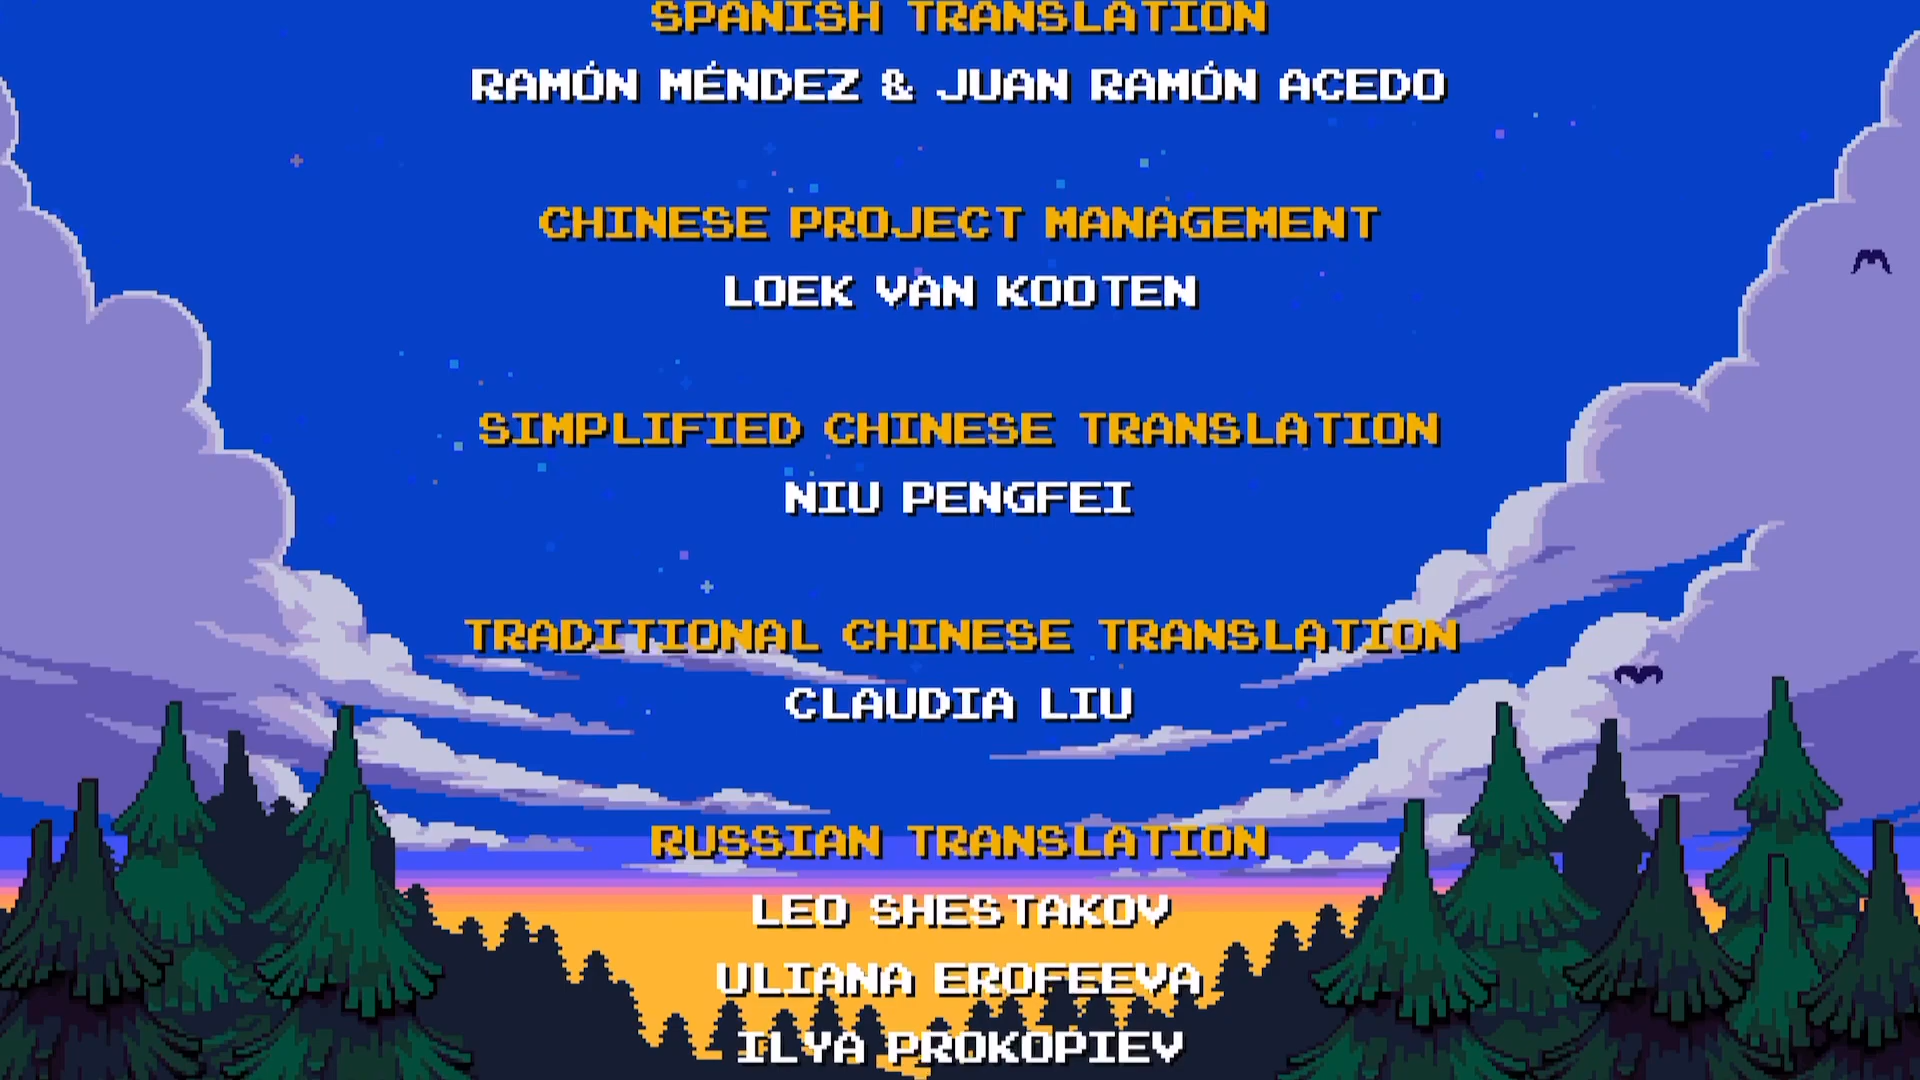 SPANISH TRANSLATION
RAMÓN MÉNDEZ & JUAN RAMÓN ACEDO
CHINESE PROJECT MANAGEMENT
LOEK VAN KOOTEN
SIMPLIFIED CHINESE TRANSLATION
NIU PENGFEI
TRADITIONAL CHINESE TRANSLATION
CLAUDIA LIU
RUSSIAN TRANSLATION
LEO SHESTAKOV
ULIANA EROFEEVA
ILYA PROKOPIEV